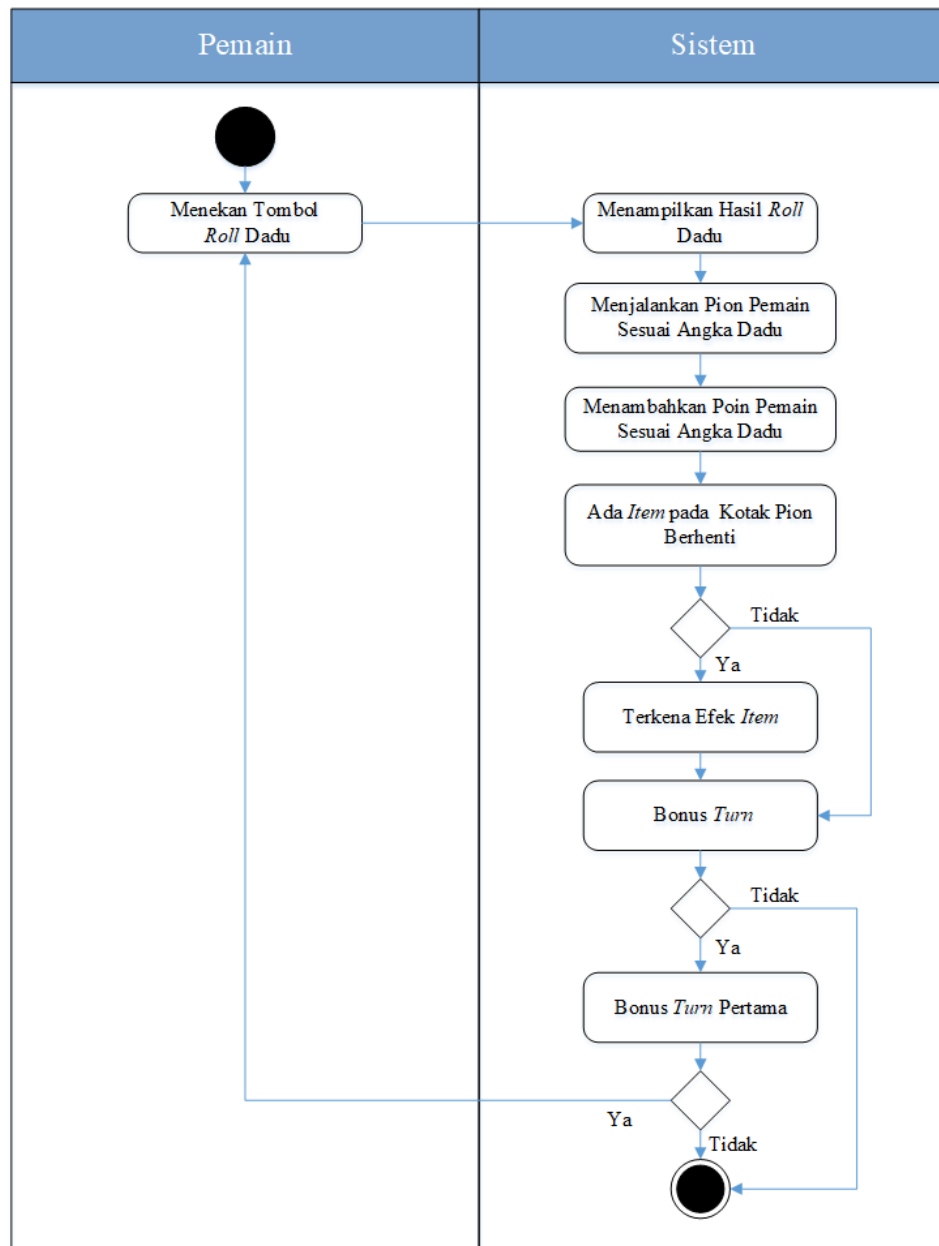 Pemain
Sistem
Menekan Tombol
Roll Dadu
Menampilkan Hasil Roll
Dadu
Menjalankan Pion Pemain
Sesuai Angka Dadu
Menambahkan Poin Pemain
Sesuai Angka Dadu
Ada Item pada Kotak Pion
Berhenti
Tidak
Ya
Terkena Efek Item
Bonus Turn
Tidak
Ya
Bonus Turn Pertama
Ya
Tidak